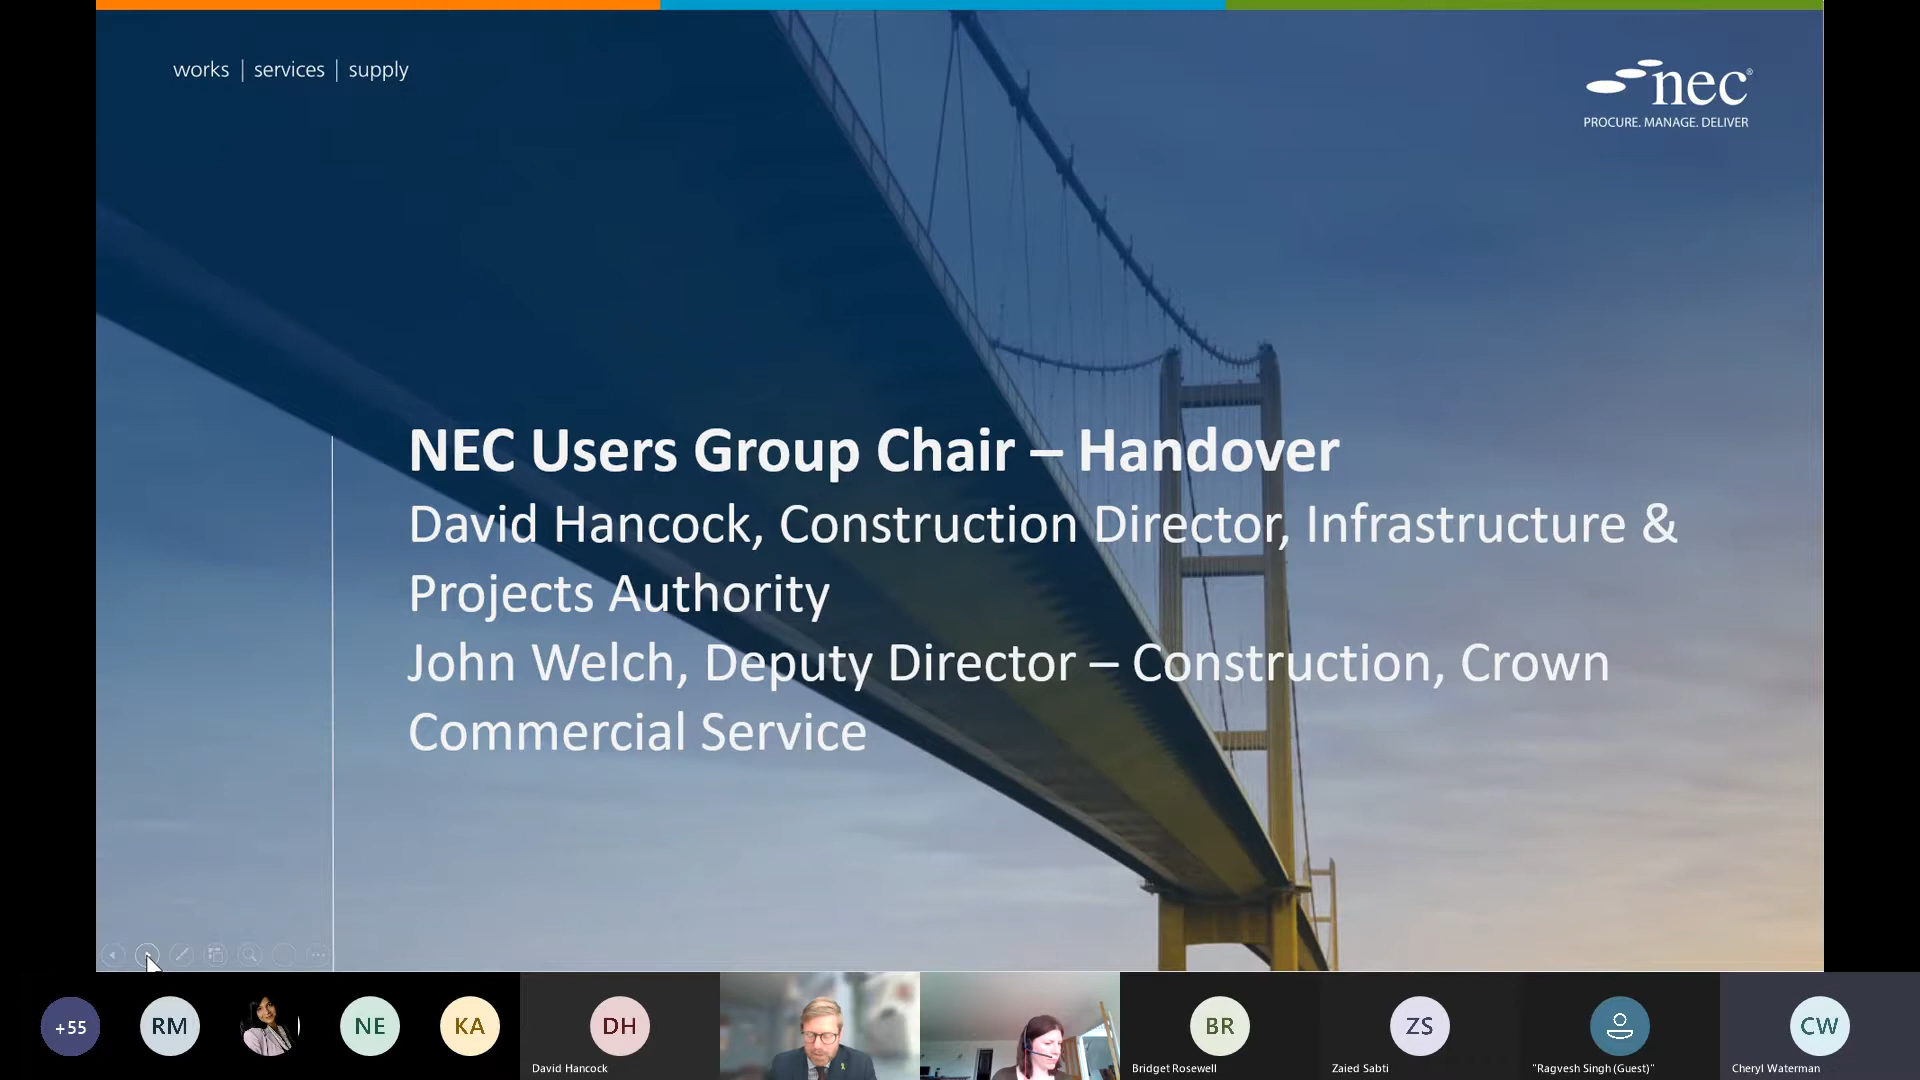 works | services | supply
nec®
PROCURE. MANAGE. DELIVER
NEC Users Group Chair – Handover
David Hancock, Construction Director, Infrastructure &
Projects Authority
John Welch, Deputy Director – Construction, Crown
Commercial Service
+55
RM
NE
KA
DH
BR
ZS
CW
David Hancock
Bridget Rosewell
Zaied Sabti
"Ragvesh Singh (Guest)"
Cheryl Waterman